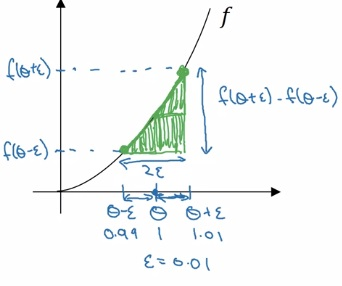 f
f(θ+ε)
f(θ+ε) - f(θ-ε)
f(θ-ε)
2ε
θ-ε θ θ+ε
0.99 1 1.01
ε = 0.01